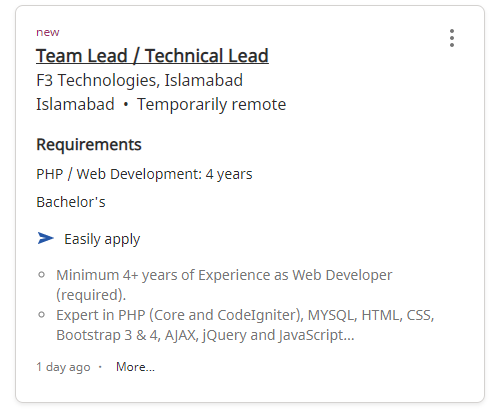 new
Team Lead / Technical Lead
F3 Technologies, Islamabad
Islamabad • Temporarily remote
Requirements
PHP / Web Development: 4 years
Bachelor's
Easily apply
Minimum 4+ years of Experience as Web Developer
(required).
Expert in PHP (Core and CodeIgniter), MYSQL, HTML, CSS,
Bootstrap 3 & 4, AJAX, jQuery and JavaScript…
1 day ago · More...